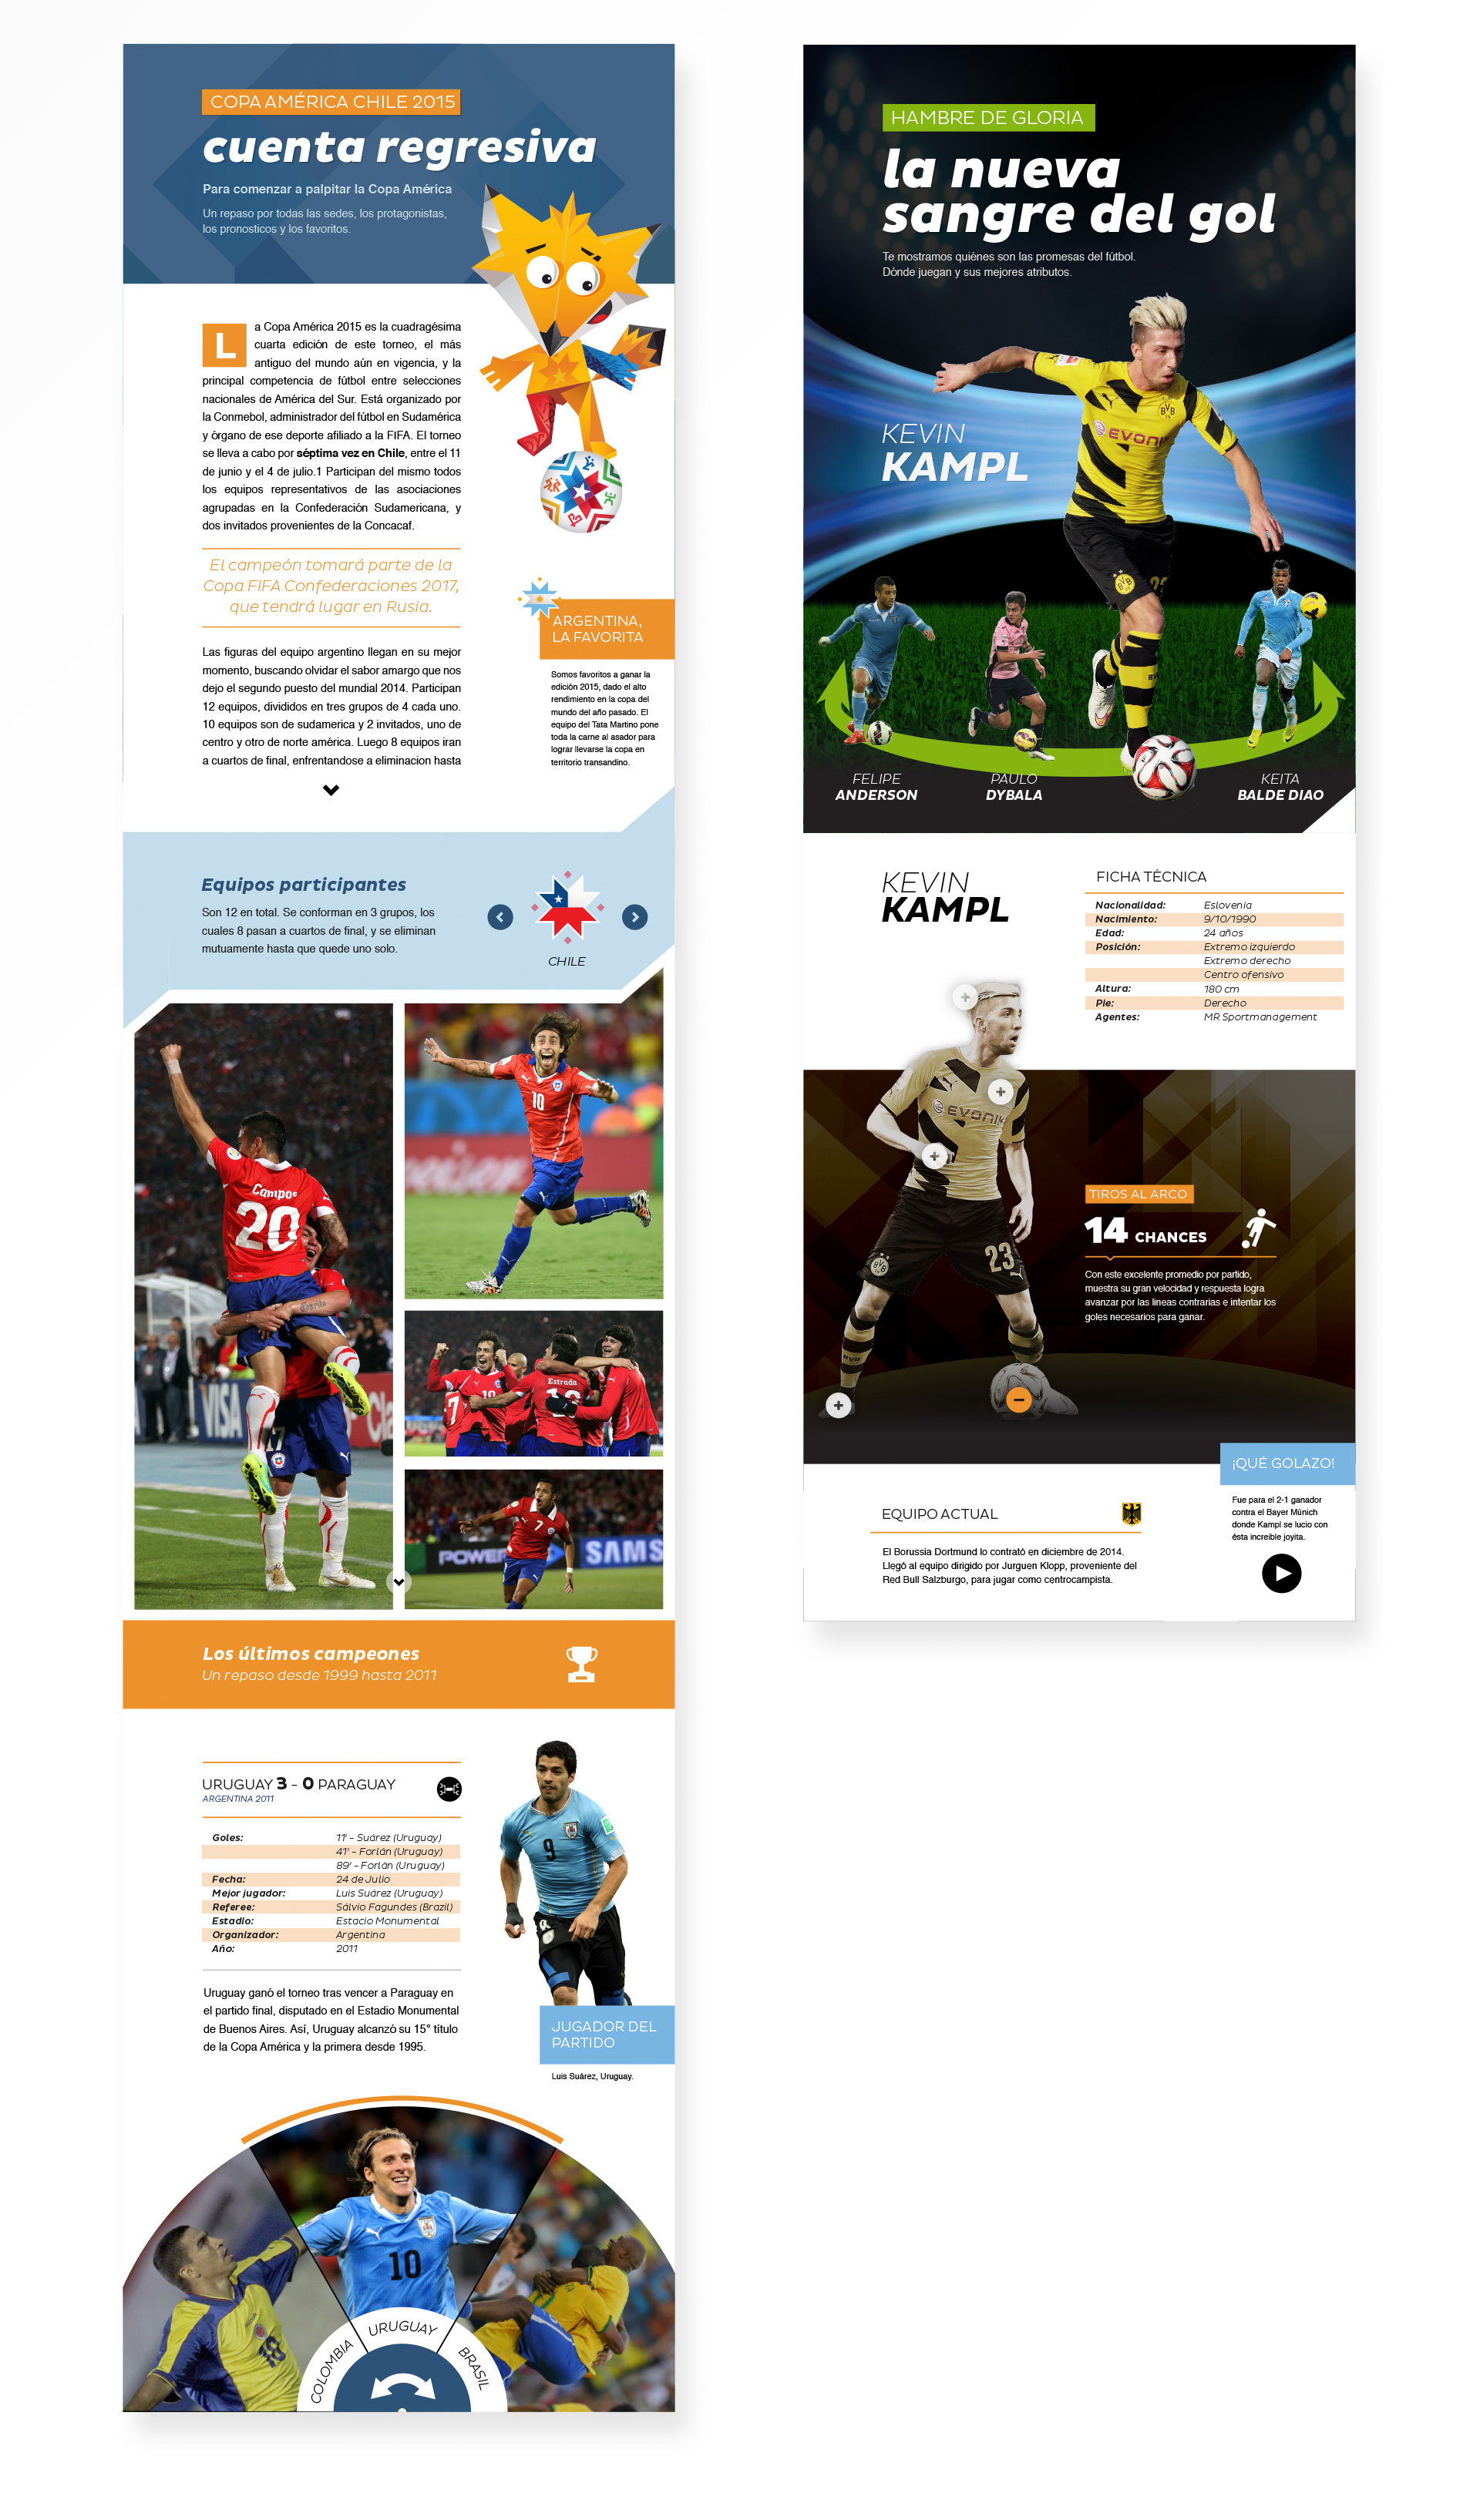 COPA AMÉRICA CHILE 2015
cuenta regresiva
Para comenzar a palpitar la Copa América
Un repaso por todas las sedes, los protagonistas,
los pronosticos y los favoritos.
La Copa América 2015 es la cuadragésima
cuarta edición de este torneo, el más
antiguo del mundo aún en vigencia, y la
principal competencia de fútbol entre selecciones
nacionales de América del Sur. Está organizado por
la Conmebol, administrador del fútbol en Sudamérica
y órgano de ese deporte afiliado a la FIFA. El torneo
se lleva a cabo por séptima vez en Chile, entre el 11
de junio y el 4 de julio.1 Participan del mismo todos
los equipos representativos de las asociaciones
agrupadas en la Confederación Sudamericana, y
dos invitados provenientes de la Concacaf.
El campeón tomará parte de la
Copa FIFA Confederaciones 2017,
que tendrá lugar en Rusia.
Las figuras del equipo argentino llegan en su mejor
momento, buscando olvidar el sabor amargo que nos
dejo el segundo puesto del mundial 2014. Participan
12 equipos, divididos en tres grupos de 4 cada uno.
10 equipos son de sudamerica y 2 invitados, uno de
centro y otro de norte américa. Luego 8 equipos iran
a cuartos de final, enfrentandose a eliminacion hasta
ARGENTINA,
LA FAVORITA
Somos favoritos a ganar la
edición 2015, dado el alto
rendimiento en la copa del
mundo del año pasado. El
equipo del Tata Martino pone
toda la carne al asador para
lograr llevarse la copa en
territorio transandino.
Equipos participantes
Son 12 en total. Se conforman en 3 grupos, los
cuales 8 pasan a cuartos de final, y se eliminan
mutuamente hasta que quede uno solo.
CHILE
Campos
20
17
VISA
Cla
10
7
10
Estrada
7
POWER
SAMS
Los últimos campeones
Un repaso desde 1999 hasta 2011
URUGUAY 3 - 0 PARAGUAY
ARGENTINA 2011
Goles: 11' - Suárez (Uruguay)
41' - Forlán (Uruguay)
89' - Forlán (Uruguay)
Fecha: 24 de Julio
Mejor jugador: Luis Suárez (Uruguay)
Referee: Sálvio Fagundes (Brazil)
Estadio: Estacio Monumental
Organizador: Argentina
Año: 2011
Uruguay ganó el torneo tras vencer a Paraguay en
el partido final, disputado en el Estadio Monumental
de Buenos Aires. Así, Uruguay alcanzó su 15° título
de la Copa América y la primera desde 1995.
9
JUGADOR DEL
PARTIDO
Luis Suárez, Uruguay.
10
COLOMBIA
URUGUAY
BRASIL
HAMBRE DE GLORIA
la nueva
sangre del gol
Te mostramos quiénes son las promesas del fútbol.
Dónde juegan y sus mejores atributos.
KEVIN
KAMPL
BVB
EVONIK
FELIPE
ANDERSON
PAULO
DYBALA
KEITA
BALDE DIAO
KEVIN
KAMPL
FICHA TÉCNICA
Nacionalidad: Eslovenia
Nacimiento: 9/10/1990
Edad: 24 años
Posición: Extremo izquierdo
Extremo derecho
Centro ofensivo
Altura: 180 cm
Pie: Derecho
Agentes: MR Sportmanagement
EVONIK
23
BVB
TIROS AL ARCO
14 CHANCES
Con este excelente promedio por partido,
muestra su gran velocidad y respuesta logra
avanzar por las lineas contrarias e intentar los
goles necesarios para ganar.
EQUIPO ACTUAL
El Borussia Dortmund lo contrató en diciembre de 2014.
Llegó al equipo dirigido por Jurguen Klopp, proveniente del
Red Bull Salzburgo, para jugar como centrocampista.
¡QUÉ GOLAZO!
Fue para el 2-1 ganador
contra el Bayer Múnich
donde Kampl se lucio con
ésta increible joyita.